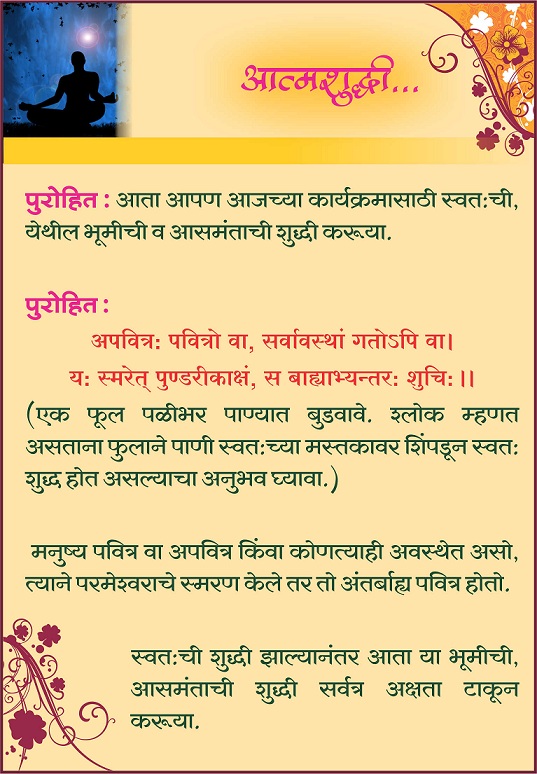 आत्मशुद्धी...
पुरोहित : आता आपण आजच्या कार्यक्रमासाठी स्वत:ची,
येथील भूमीची व आसमंताची शुद्धी करूया.
पुरोहित :
अपवित्र: पवित्रो वा, सर्वावस्थां गतोऽपि वा।
य: स्मरेत् पुण्डरीकाक्षं, स बाह्याभ्यन्तर: शुचि:।।
(एक फूल पळीभर पाण्यात बुडवावे. श्लोक म्हणत
असताना फुलाने पाणी स्वत:च्या मस्तकावर शिंपडून स्वत:
शुद्ध होत असल्याचा अनुभव घ्यावा.)
मनुष्य पवित्र वा अपवित्र किंवा कोणत्याही अवस्थेत असो,
त्याने परमेश्वराचे स्मरण केले तर तो अंतर्बाह्य पवित्र होतो.
स्वत:ची शुद्धी झाल्यानंतर आता या भूमीची,
आसमंताची शुद्धी सर्वत्र अक्षता टाकून
करूया.